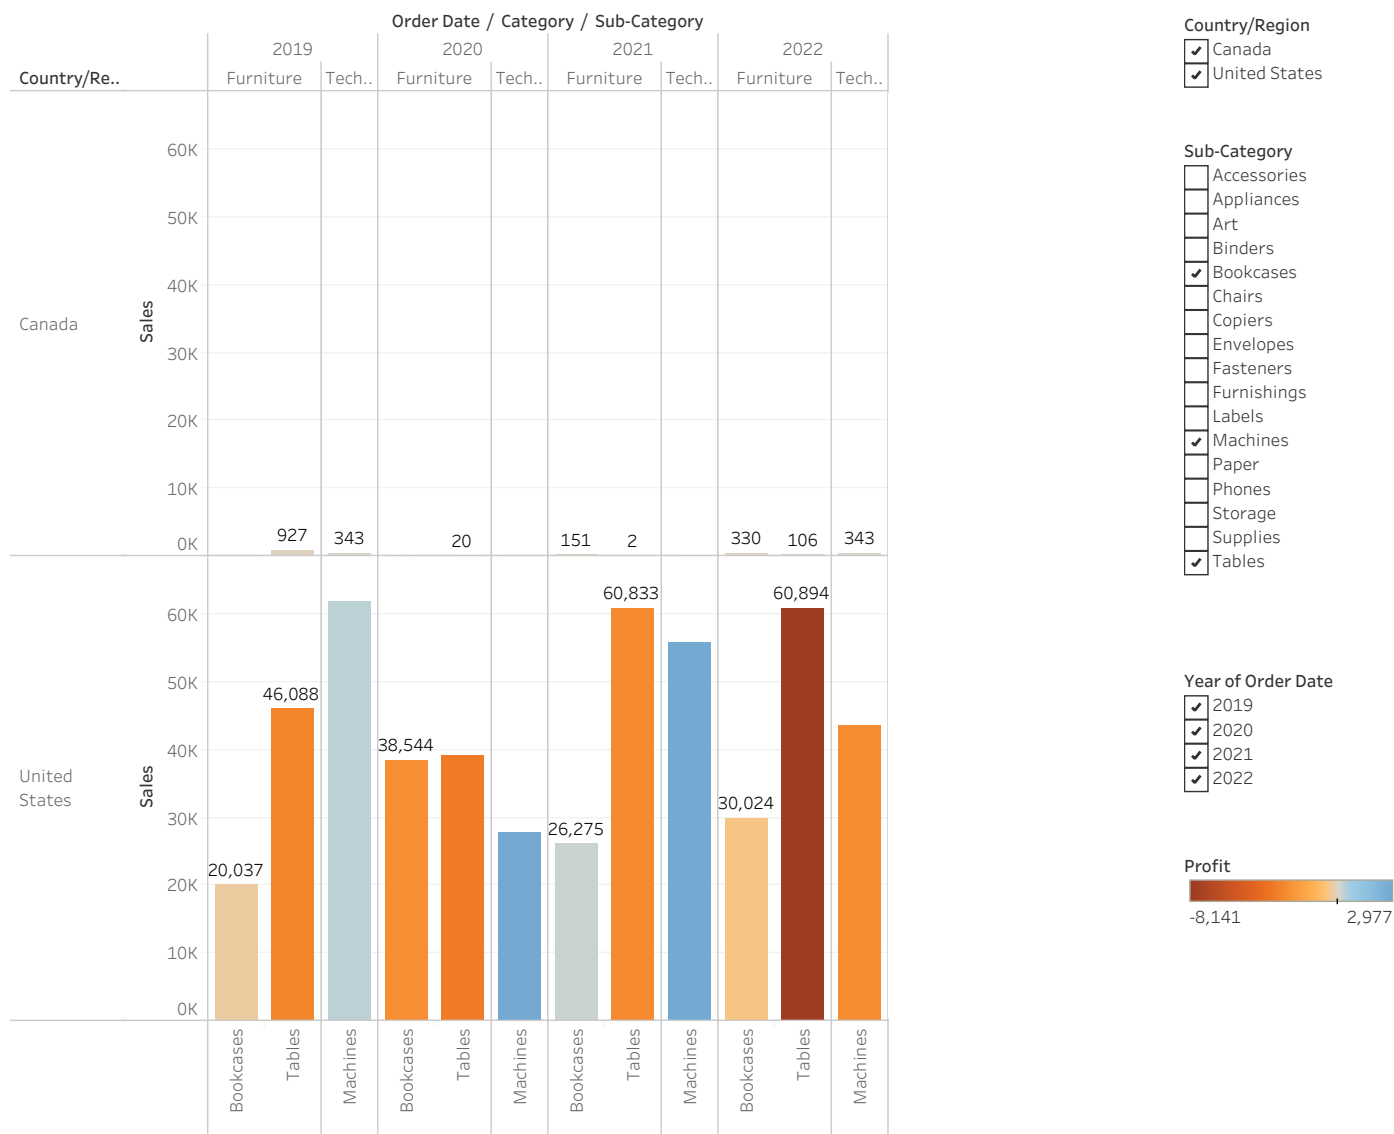 Order Date / Category / Sub-Category
2019 2020 2021 2022
Country/Re.. Furniture Tech.. Furniture Tech.. Furniture Tech.. Furniture Tech..
Canada
Sales
60K
50K
40K
30K
20K
10K
0K
927 343 20 151 2 330 106 343
United
States
Sales
60K
50K
40K
30K
20K
10K
0K
20,037 46,088 38,544 26,275 60,833 30,024 60,894
Bookcases Tables Machines Bookcases Tables Machines Bookcases Tables Machines Bookcases Tables Machines
Country/Region
Canada
United States
Sub-Category
Accessories
Appliances
Art
Binders
Bookcases
Chairs
Copiers
Envelopes
Fasteners
Furnishings
Labels
Machines
Paper
Phones
Storage
Supplies
Tables
Year of Order Date
2019
2020
2021
2022
Profit
-8,141 2,977